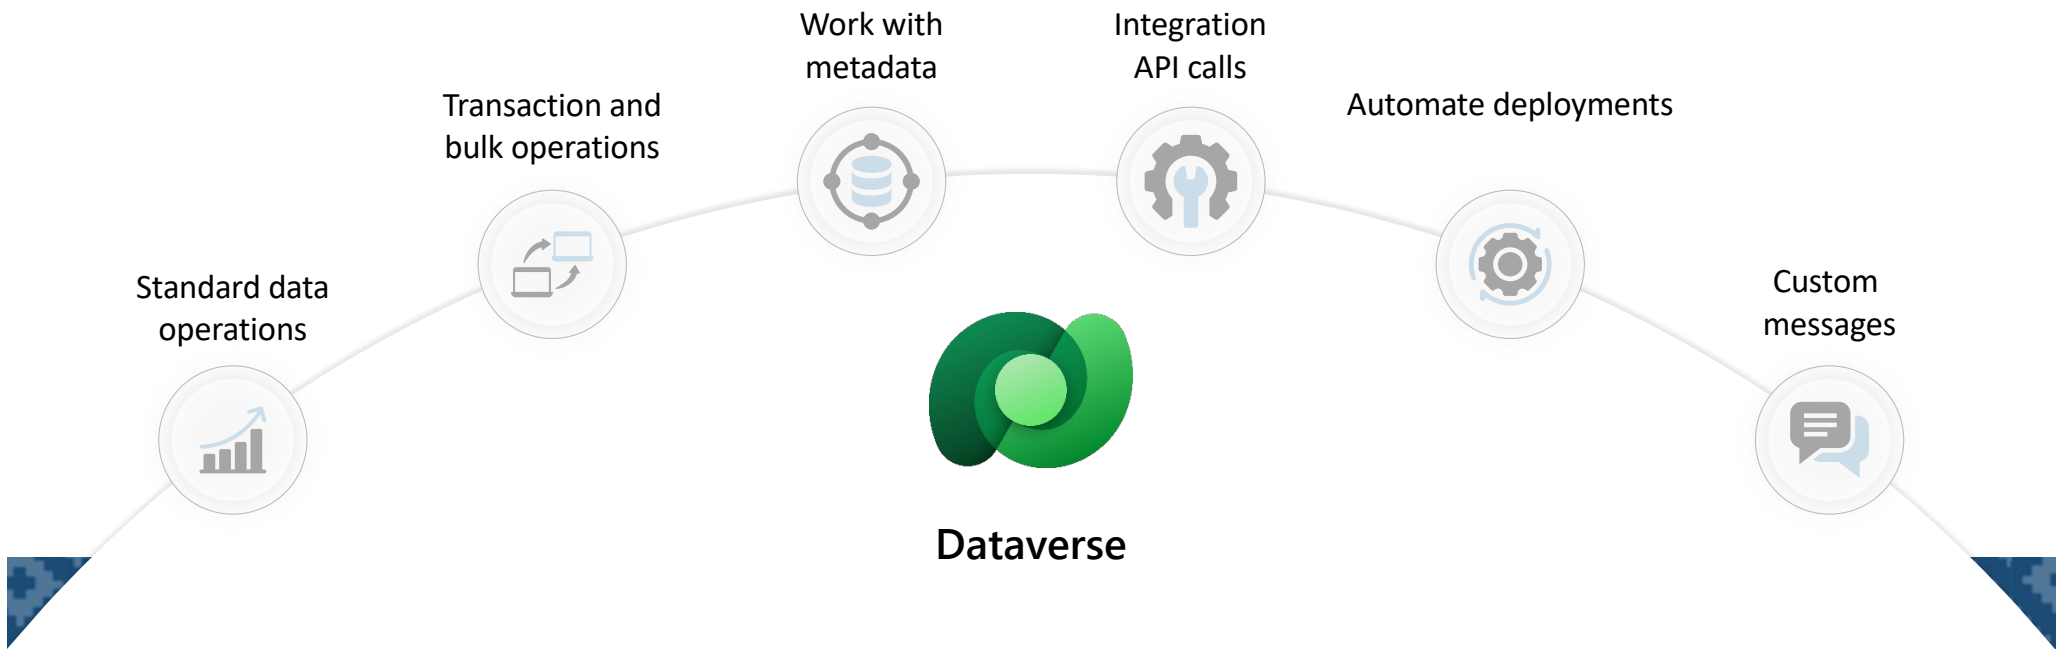 Standard data
operations
Transaction and
bulk operations
Work with
metadata
Integration
API calls
Automate deployments
Custom
messages
Dataverse